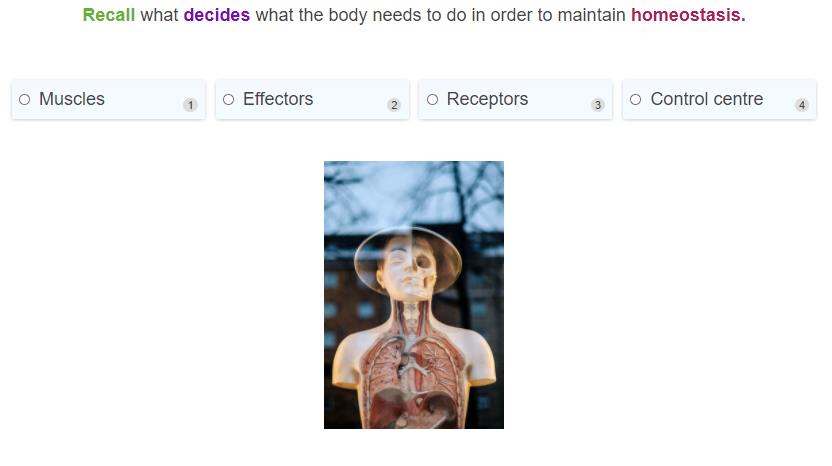 Recall what decides what the body needs to do in order to maintain homeostasis.
Muscles 1
Effectors 2
Receptors 3
Control centre 4